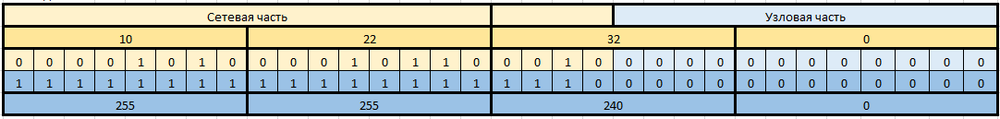 Сетевая часть Узловая часть
10 22 32 0
0 0 0 0 1 0 1 0 0 0 0 1 0 1 1 0 0 0 1 0 0 0 0 0 0 0 0 0 0 0 0 0
1 1 1 1 1 1 1 1 1 1 1 1 1 1 1 1 1 1 1 0 0 0 0 0 0 0 0 0 0 0 0 0
255 255 240 0